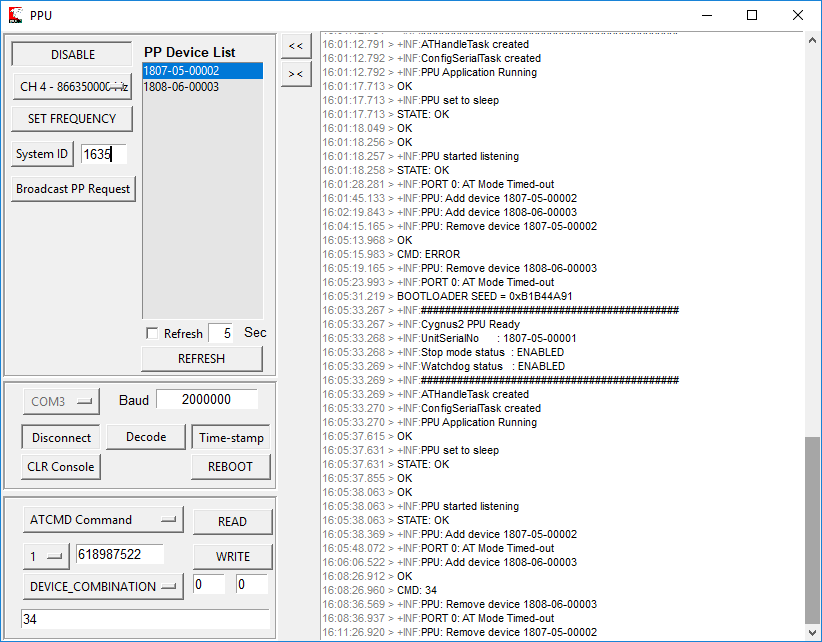 PPU
DISABLE
CH 4 - 866350000Hz
SET FREQUENCY
System ID 1635
Broadcast PP Request
PP Device List
1807-05-00002
1808-06-00003
Refresh 5 Sec
REFRESH
<<
><
COM3 Baud 2000000
Disconnect Decode Time-stamp
CLR Console REBOOT
ATCMD Command READ
1 618987522 WRITE
DEVICE_COMBINATION 0 0
34
16:01:12.791 > +INF:ATHandleTask created
16:01:12.792 > +INF:ConfigSerialTask created
16:01:12.792 > +INF:PPU Application Running
16:01:17.713 > OK
16:01:17.713 > +INF:PPU set to sleep
16:01:17.713 > STATE: OK
16:01:18.049 > OK
16:01:18.256 > OK
16:01:18.257 > +INF:PPU started listening
16:01:18.258 > STATE: OK
16:01:28.281 > +INF:PORT 0: AT Mode Timed-out
16:01:45.133 > +INF:PPU: Add device 1807-05-00002
16:02:19.843 > +INF:PPU: Add device 1808-06-00003
16:04:15.165 > +INF:PPU: Remove device 1807-05-00002
16:05:13.968 > OK
16:05:15.983 > CMD: ERROR
16:05:19.165 > +INF:PPU: Remove device 1808-06-00003
16:05:23.993 > +INF:PORT 0: AT Mode Timed-out
16:05:31.219 > BOOTLOADER SEED = 0xB1B44A91
16:05:33.267 > +INF:###########################################
16:05:33.267 > +INF:Cygnus2 PPU Ready
16:05:33.268 > +INF:UnitSerialNo : 1807-05-00001
16:05:33.268 > +INF:Stop mode status : ENABLED
16:05:33.269 > +INF:Watchdog status : ENABLED
16:05:33.269 > +INF:###########################################
16:05:33.269 > +INF:ATHandleTask created
16:05:33.270 > +INF:ConfigSerialTask created
16:05:33.270 > +INF:PPU Application Running
16:05:37.615 > OK
16:05:37.631 > +INF:PPU set to sleep
16:05:37.631 > STATE: OK
16:05:37.855 > OK
16:05:38.063 > OK
16:05:38.063 > +INF:PPU started listening
16:05:38.063 > STATE: OK
16:05:38.369 > +INF:PPU: Add device 1807-05-00002
16:05:48.072 > +INF:PORT 0: AT Mode Timed-out
16:06:06.522 > +INF:PPU: Add device 1808-06-00003
16:08:26.912 > OK
16:08:26.960 > CMD: 34
16:08:36.569 > +INF:PPU: Remove device 1808-06-00003
16:08:36.937 > +INF:PORT 0: AT Mode Timed-out
16:11:26.920 > +INF:PPU: Remove device 1807-05-00002